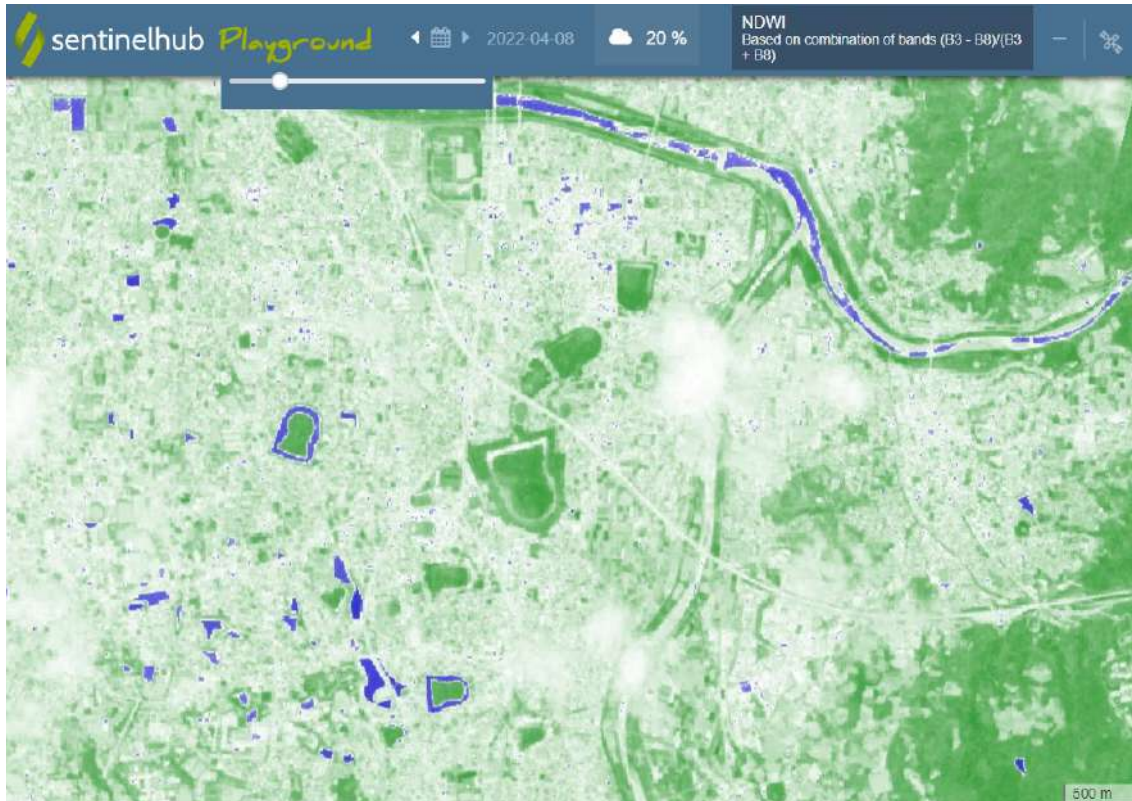 sentinelhub Playground
2022-04-08
20 %
NDWI
Based on combination of bands (B3 - B8)/(B3
+ B8)
500 m